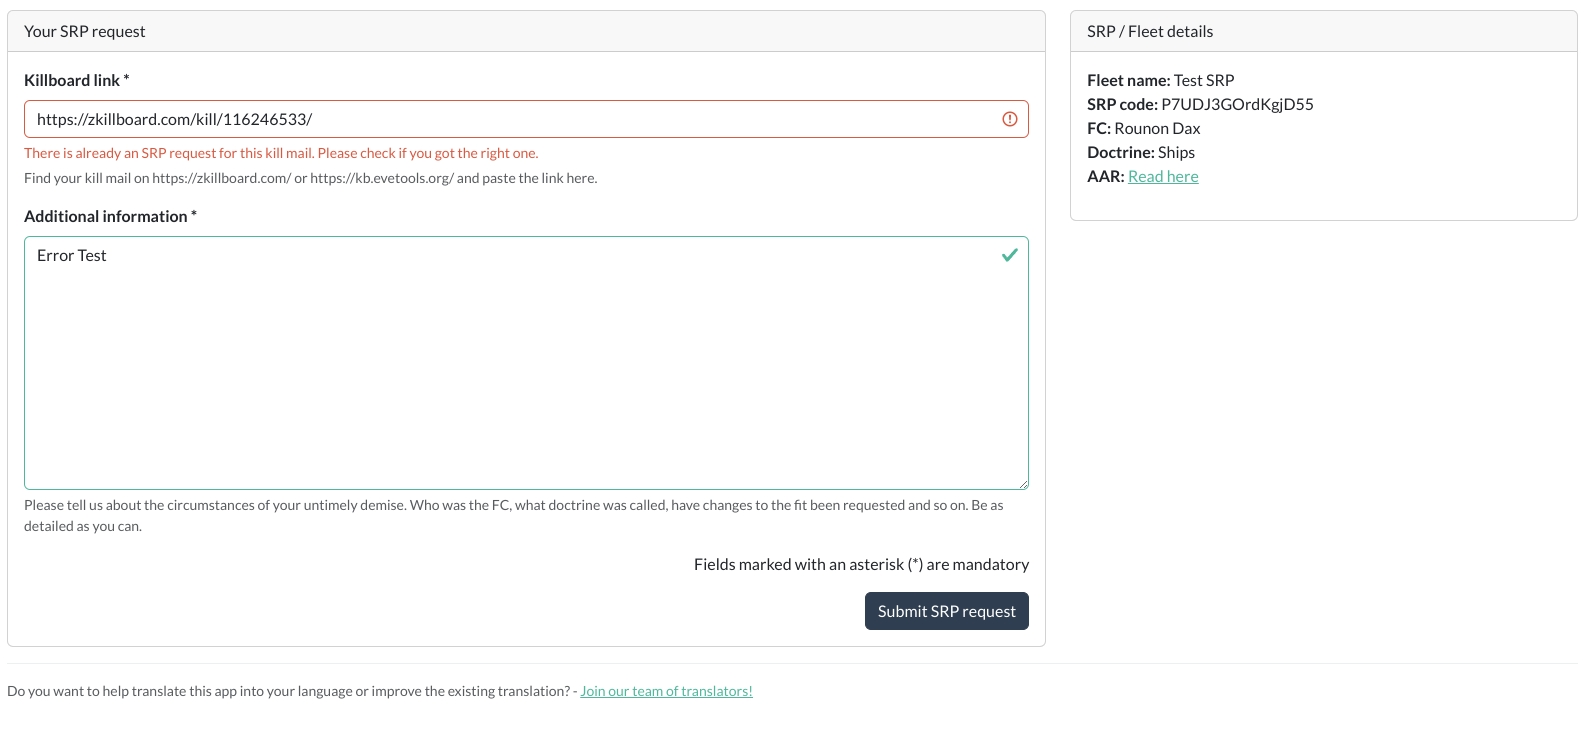 Your SRP request
Killboard link *
https://zkillboard.com/kill/116246533/
There is already an SRP request for this kill mail. Please check if you got the right one.
Find your kill mail on https://zkillboard.com/ or https://kb.evetools.org/ and paste the link here.
Additional information *
Error Test
Please tell us about the circumstances of your untimely demise. Who was the FC, what doctrine was called, have changes to the fit been requested and so on. Be as
detailed as you can.
Fields marked with an asterisk (*) are mandatory
Submit SRP request
SRP / Fleet details
Fleet name: Test SRP
SRP code: P7UDJ3GOrdKgjD55
FC: Rounon Dax
Doctrine: Ships
AAR: Read here
Do you want to help translate this app into your language or improve the existing translation? - Join our team of translators!